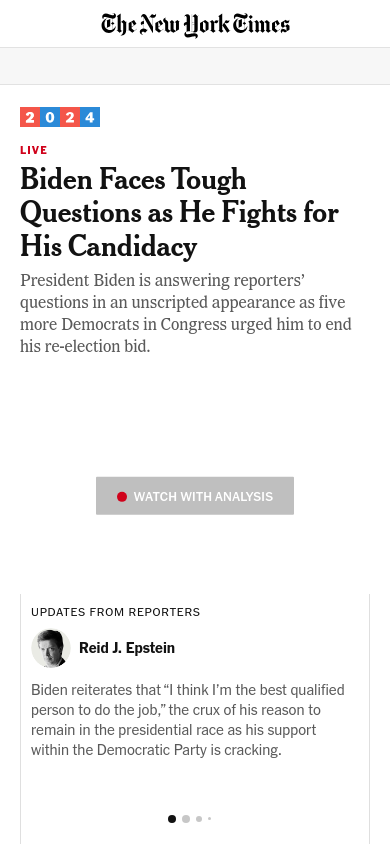 The New York Times
2024
LIVE
Biden Faces Tough
Questions as He Fights for
His Candidacy
President Biden is answering reporters’
questions in an unscripted appearance as five
more Democrats in Congress urged him to end
his re-election bid.
WATCH WITH ANALYSIS
UPDATES FROM REPORTERS
Reid J. Epstein
Biden reiterates that “I think I’m the best qualified
person to do the job,” the crux of his reason to
remain in the presidential race as his support
within the Democratic Party is cracking.